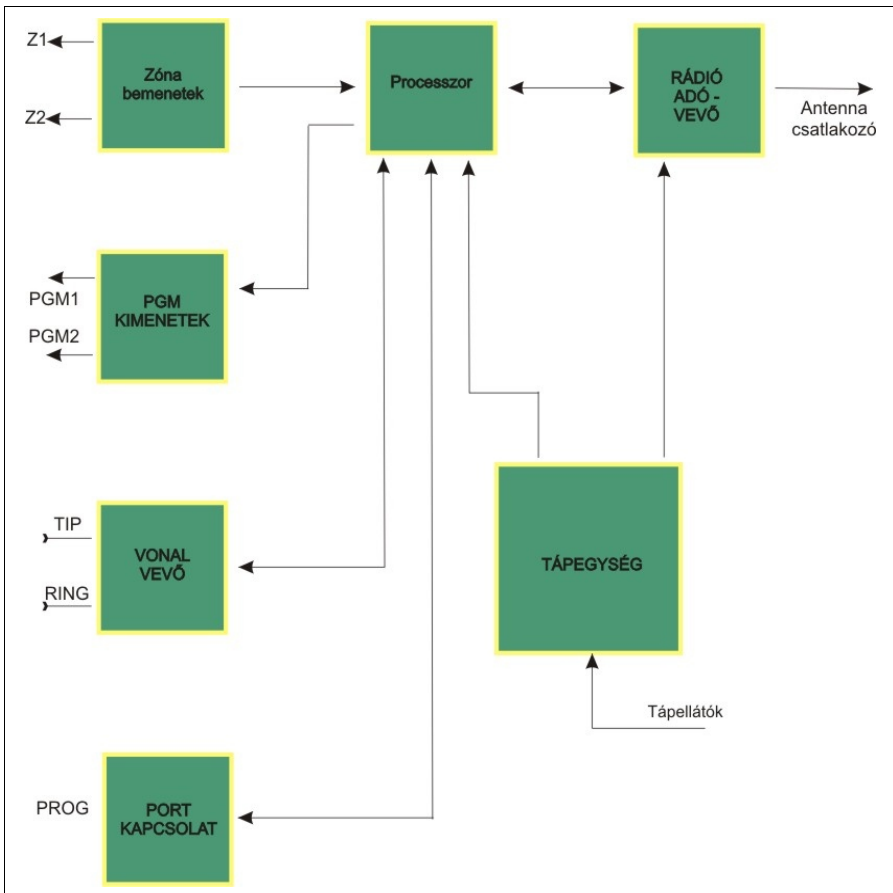 Z1
Z2
Zóna
bemenetek
Processzor
RÁDIÓ
ADÓ -
VEVŐ
Antenna
csatlakozó
PGM1
PGM2
PGM
KIMENETEK
TIP
RING
VONAL
VEVŐ
TÁPEGYSÉG
Tápellátók
PROG
PORT
KAPCSOLAT